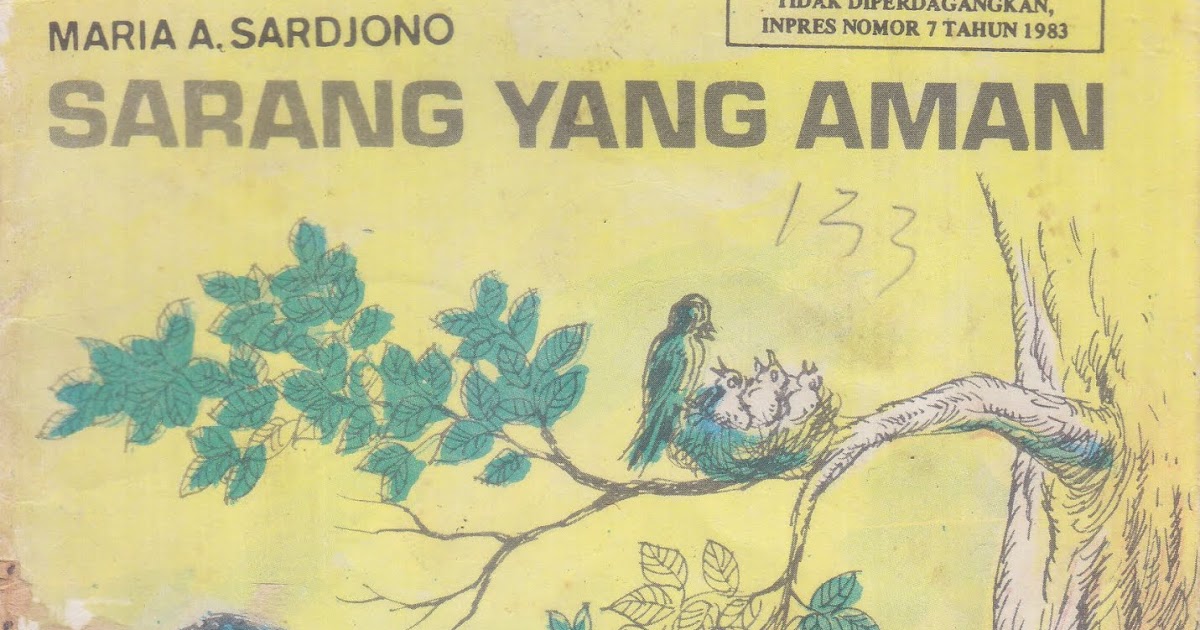 MARIA A. SARDJONO
TIDAK DIPERDAGANGKAN,
INPRES NOMOR 7 TAHUN 1983
SARANG YANG AMAN
133